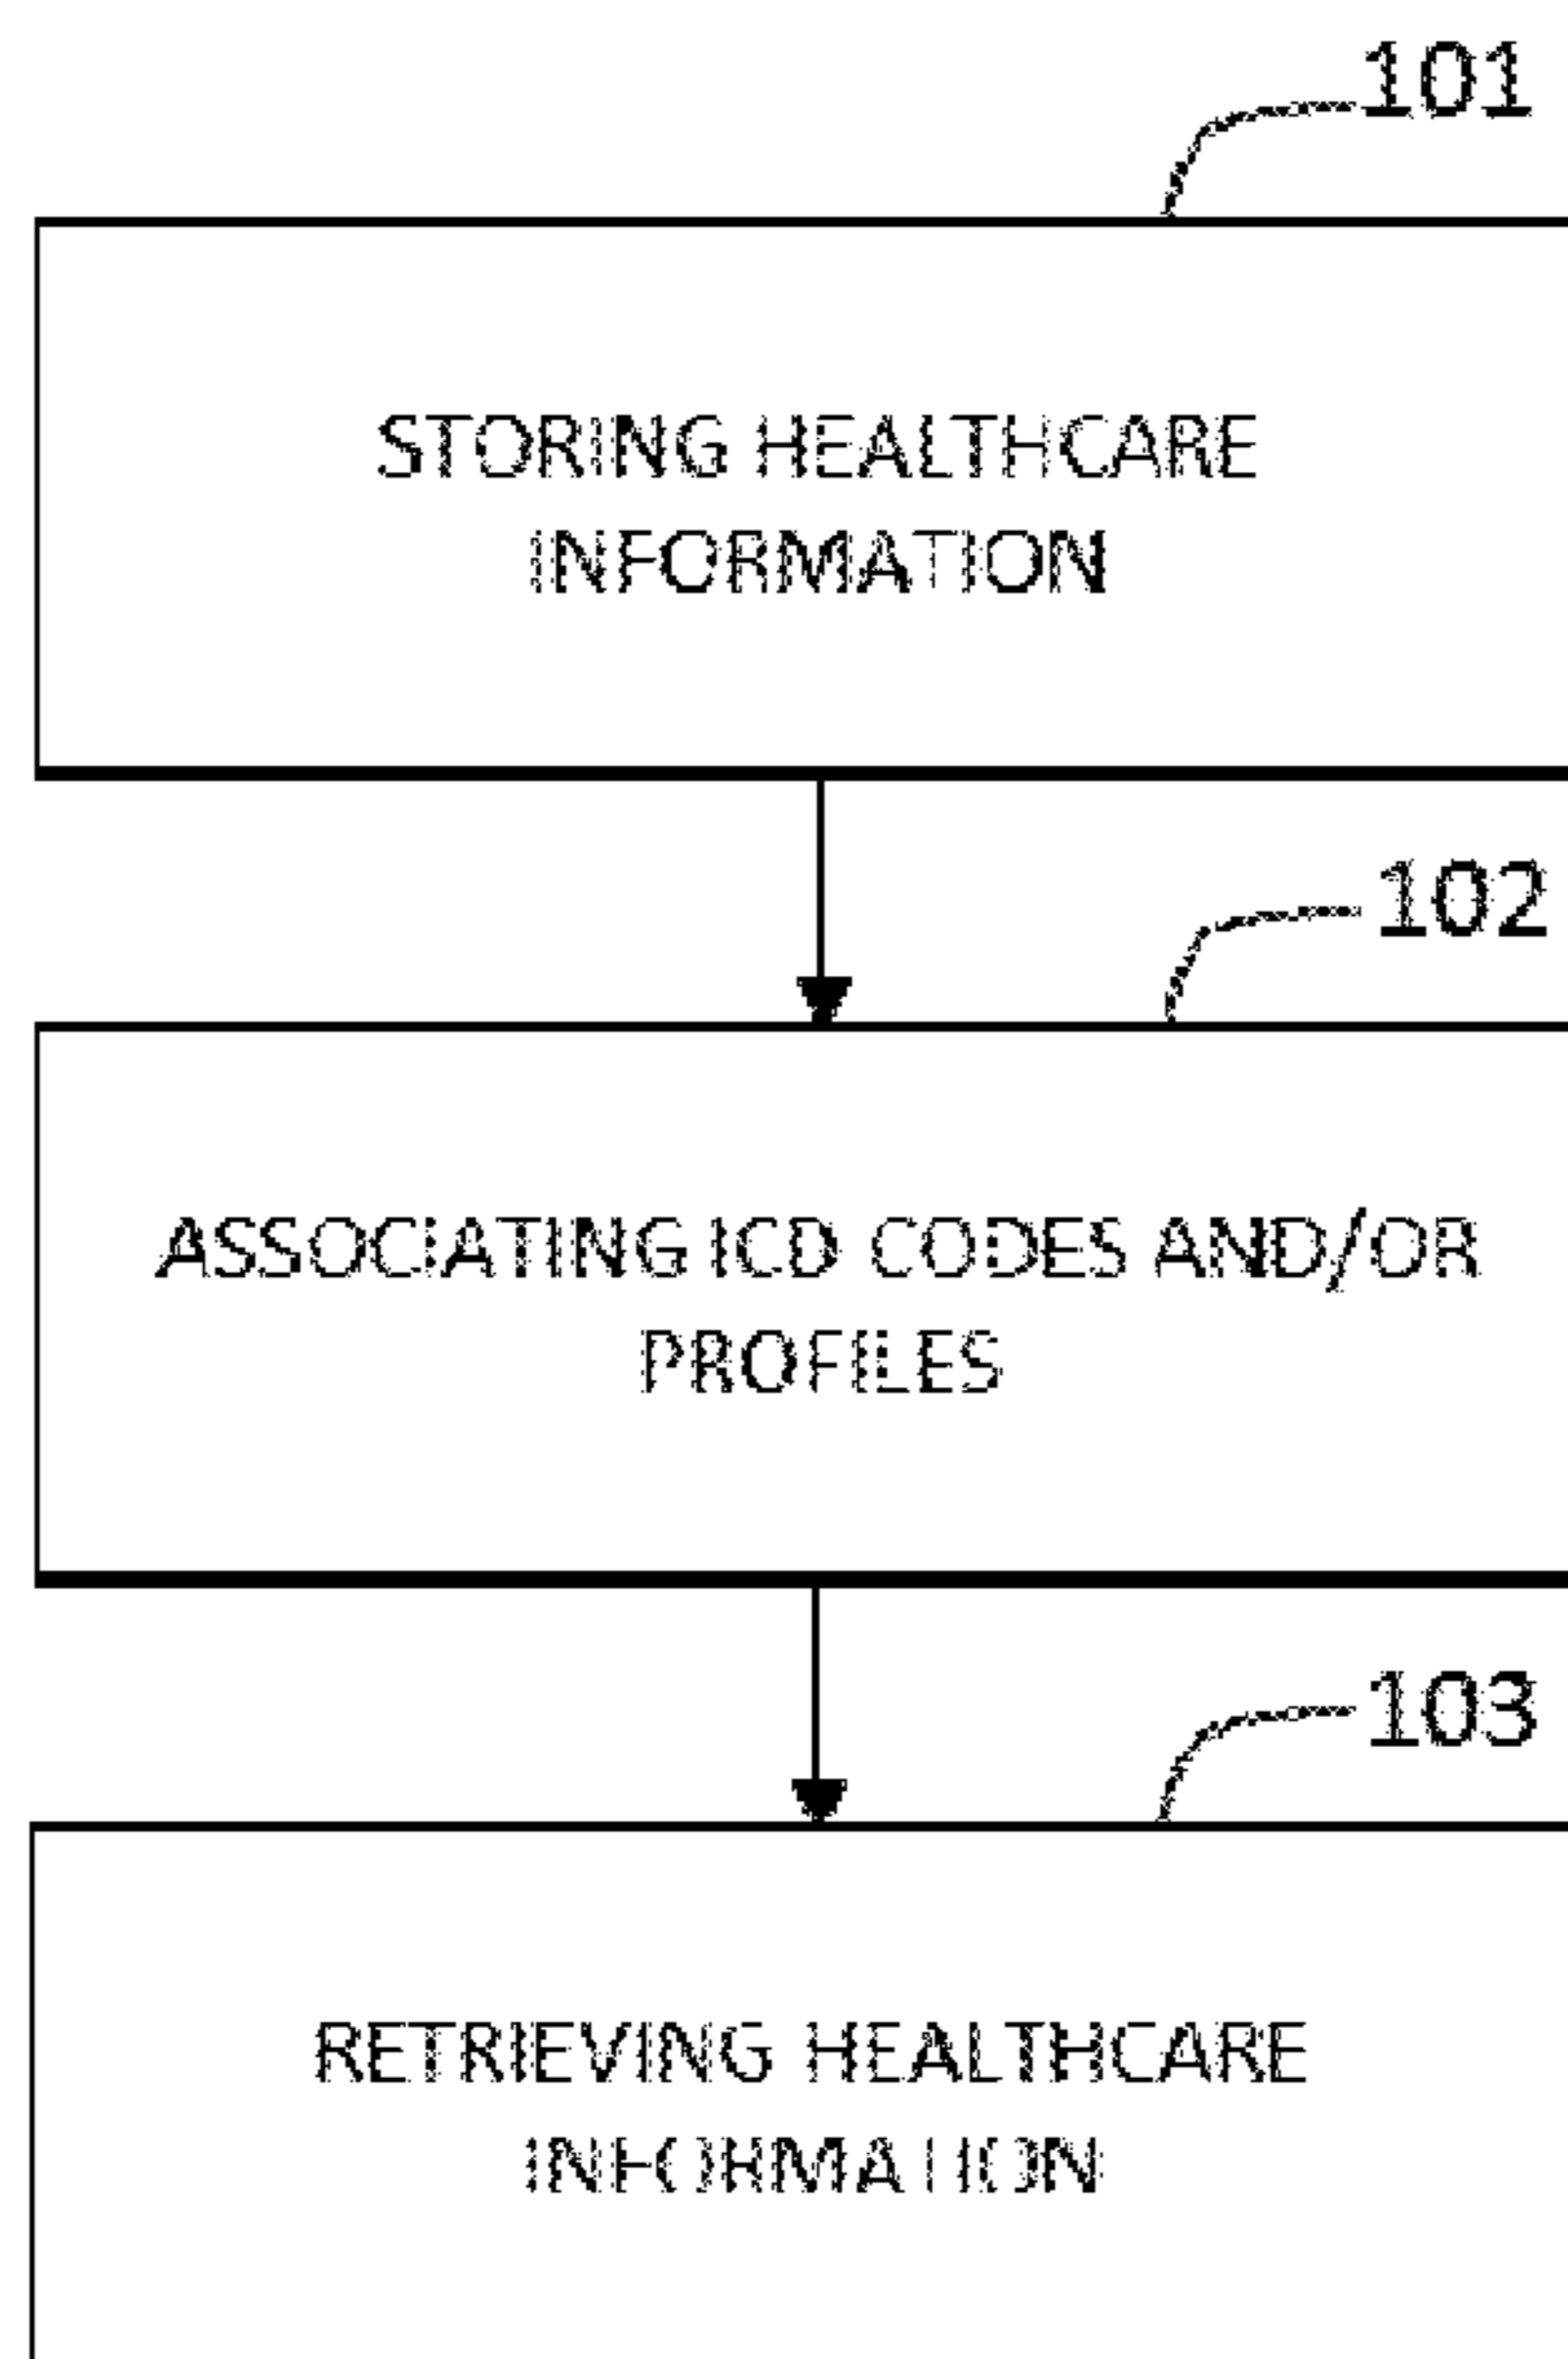 101
STORING HEALTHCARE
INFORMATION
102
ASSOCIATING ICD CODES AND/OR
PROFILES
103
RETRIEVING HEALTHCARE
INFORMATION